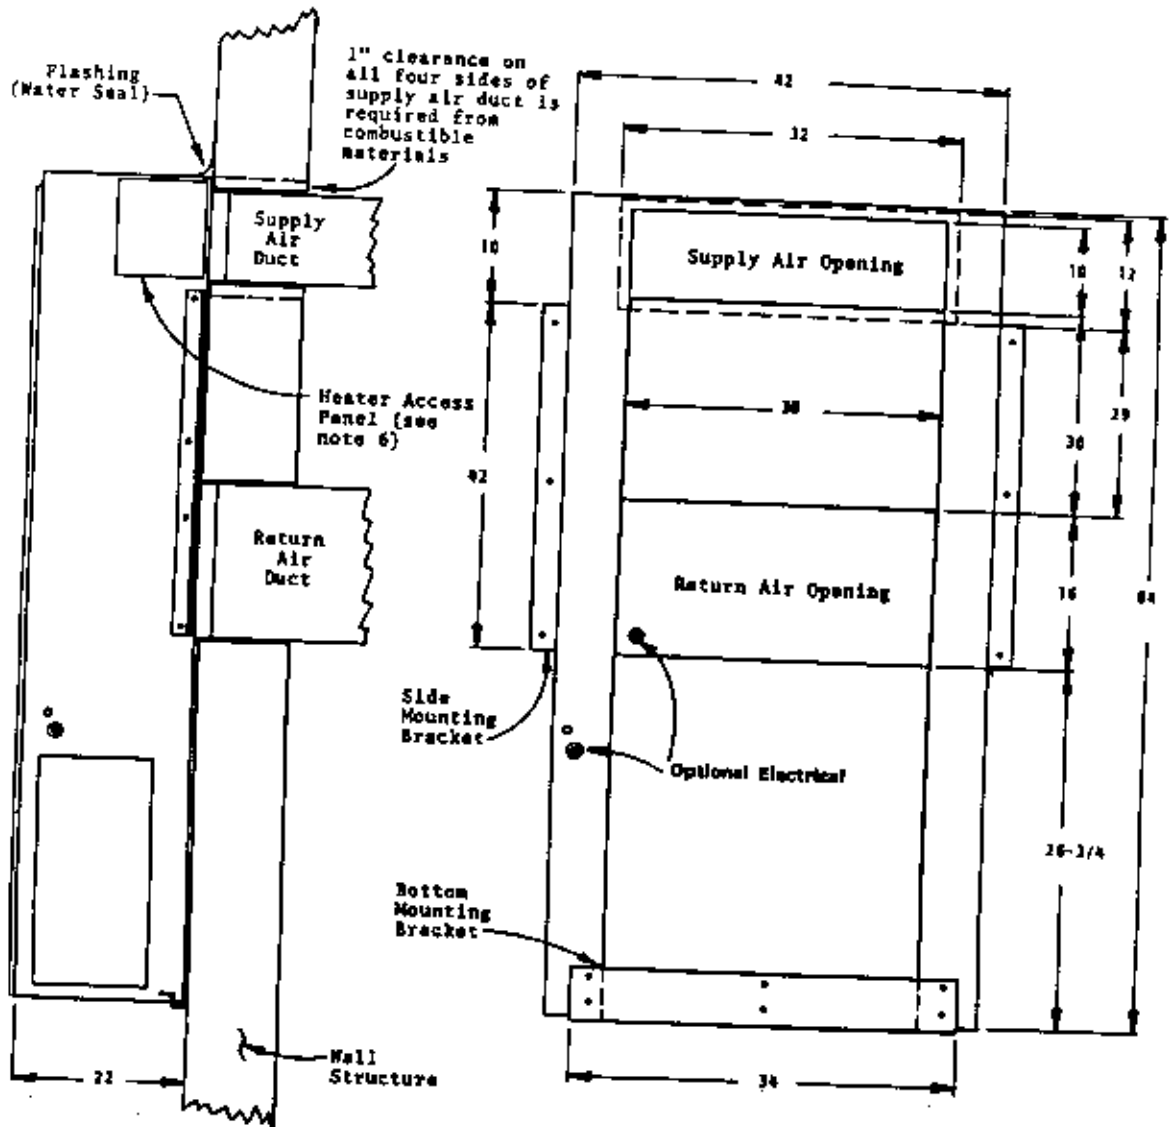 Flashing
(Water Seal)
1" clearance on
all four sides of
supply air duct is
required from
combustible
materials
42
32
Supply
Air
Duct
10
Supply Air Opening
10
12
Heater Access
Panel (see
note 6)
42
30
29
30
Return
Air
Duct
Return Air Opening
16
84
Side
Mounting
Bracket
Optional Electrical
Bottom
Mounting
Bracket
Wall
Structure
22
34